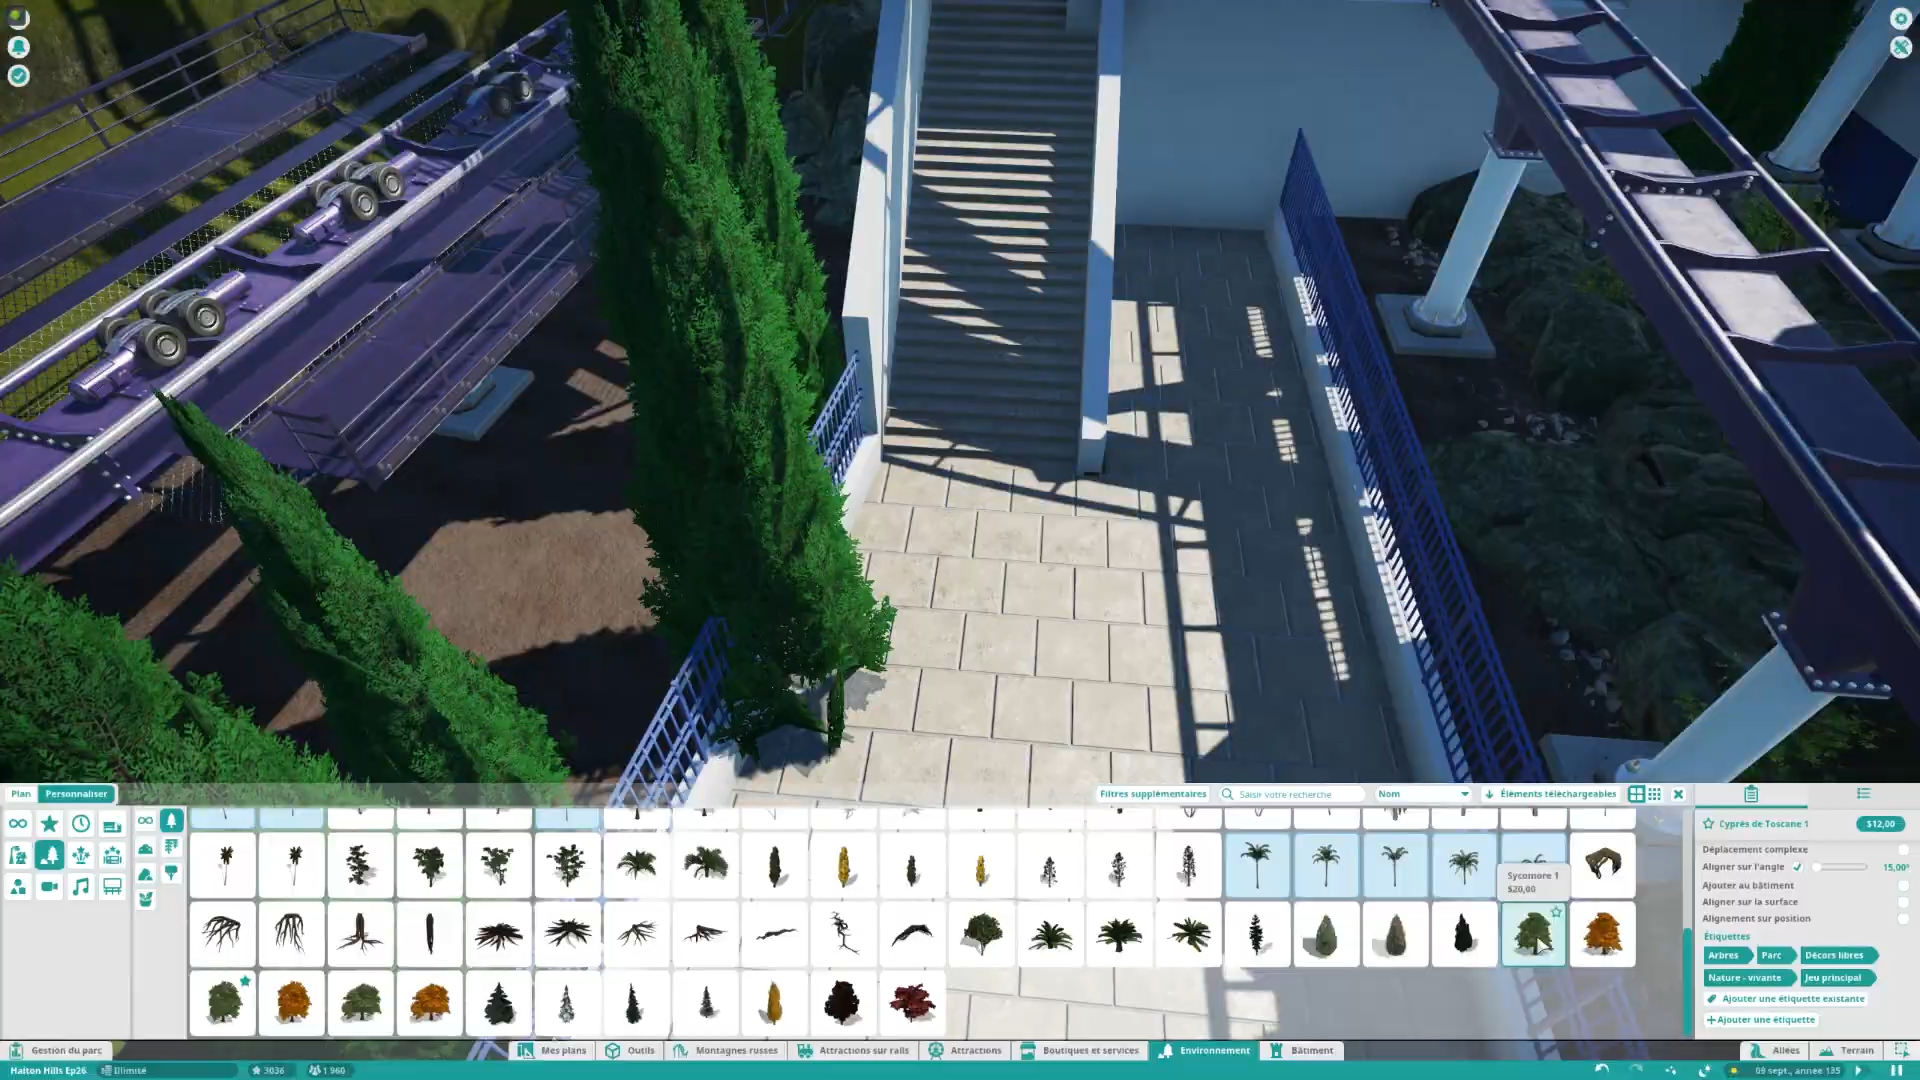 Plan
Personnaliser
Filtres supplémentaires
Saisir votre recherche
Nom
Éléments téléchargeables
Sycomore 1
$20,00
Cyprès de Toscane 1
$12,00
Déplacement complexe
Aligner sur l'angle
15,00°
Ajouter au bâtiment
Aligner sur la surface
Alignement sur position
Étiquettes
Arbres
Parc
Décors libres
Nature - vivante
Jeu principal
Ajouter une étiquette existante
+Ajouter une étiquette
Gestion du parc
Mes plans
Outils
Montagnes russes
Attractions sur rails
Attractions
Boutiques et services
Environnement
Bâtiment
Allées
Terrain
Haiton Hills Ep26
Illimité
3036
1 960
09 sept., année 135